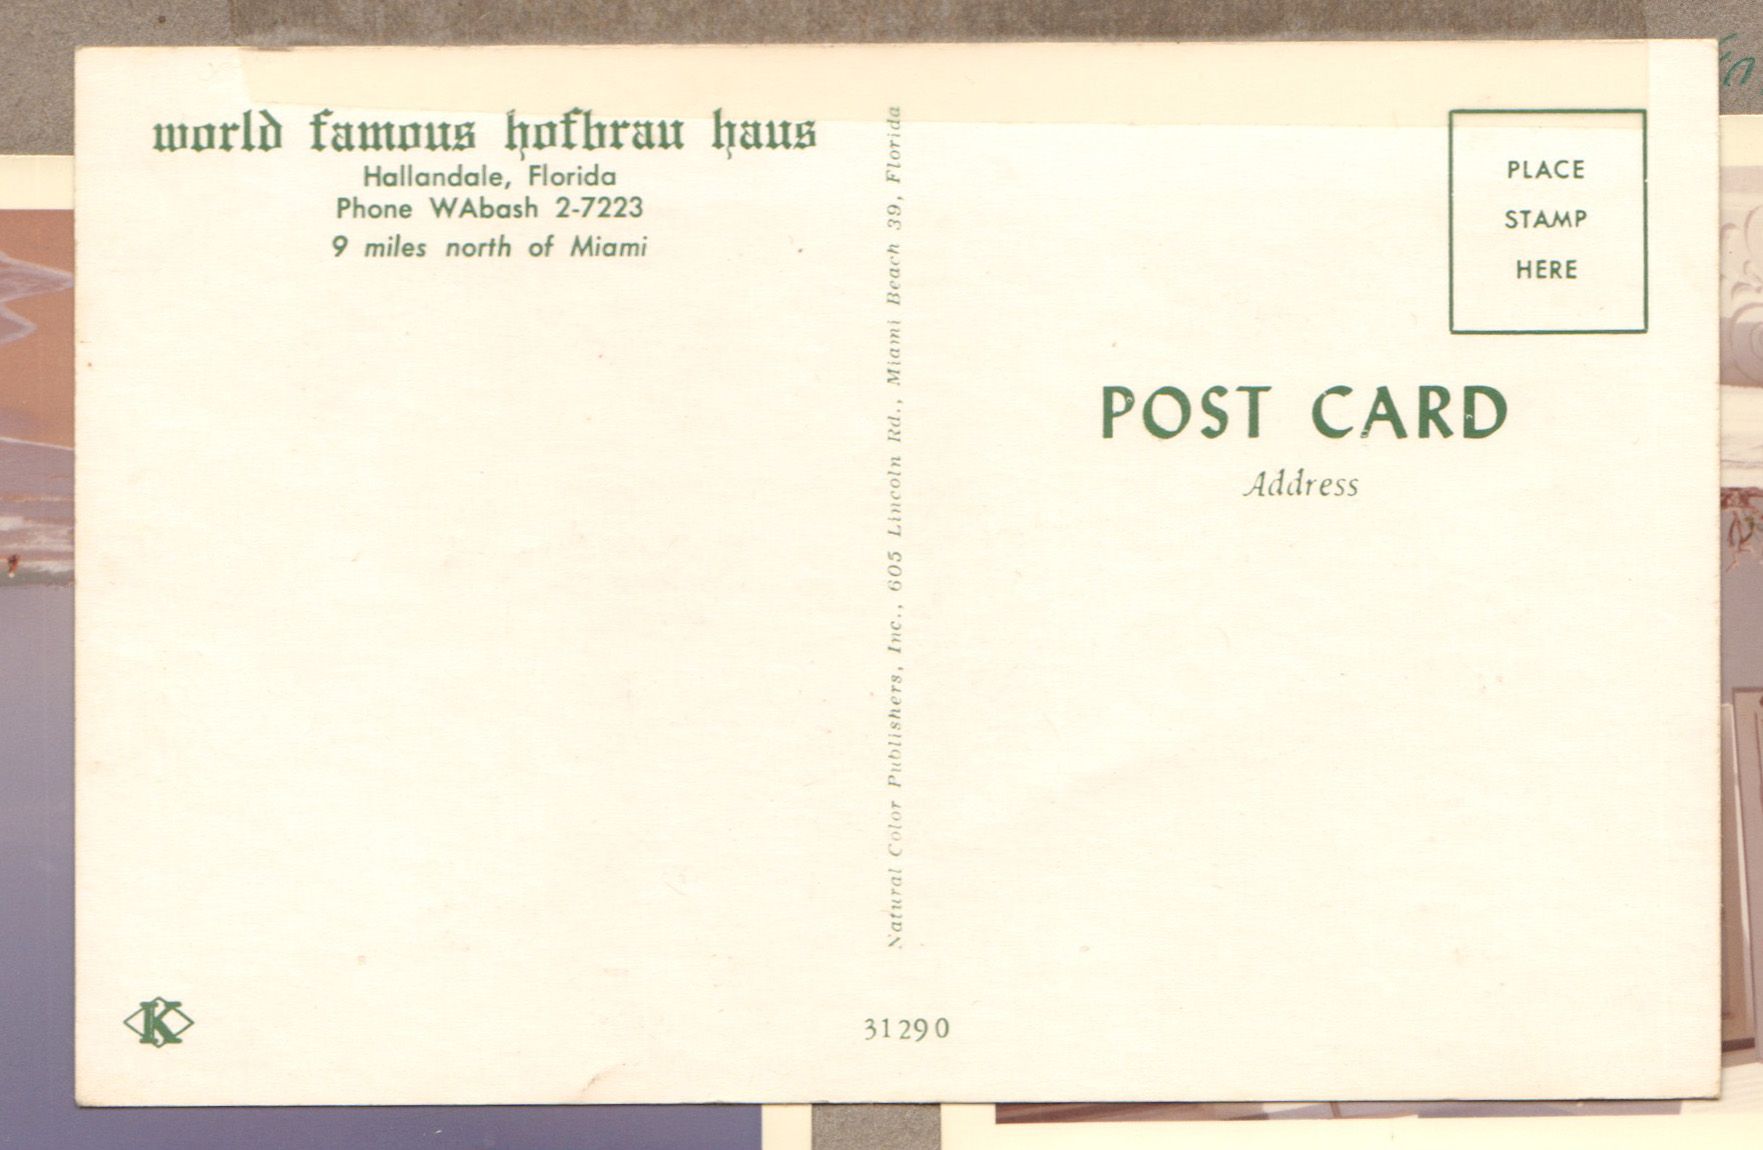 world famous hofbrau haus
Hallandale, Florida
Phone WAbash 2-7223
9 miles north of Miami
Natural Color Publishers, Inc., 605 Lincoln Rd., Miami Beach 39, Florida
PLACE
STAMP
HERE
POST CARD
Address
K
31290